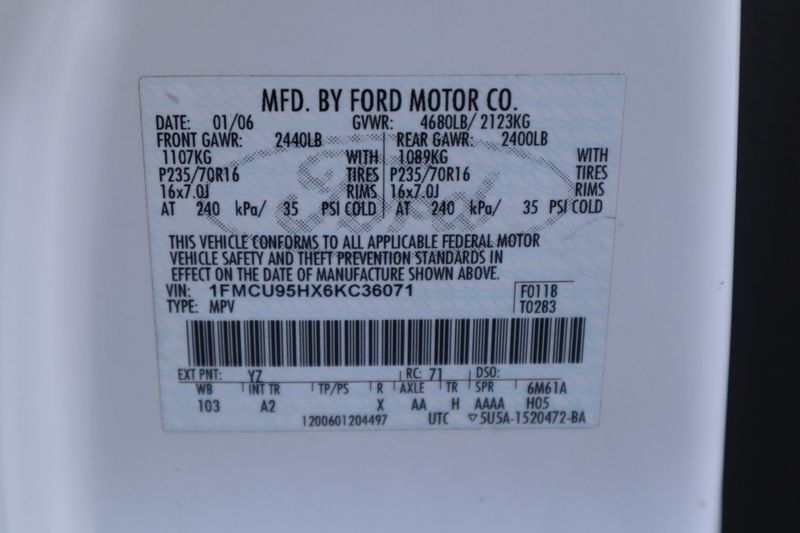 MFD. BY FORD MOTOR CO.
DATE: 01/06 GVWR: 4680LB/ 2123KG
FRONT GAWR: 2440LB REAR GAWR: 2400LB
1107KG WITH 1089KG WITH
P235/70R16 TIRES P235/70R16 TIRES
16x7.0J RIMS 16x7.0J RIMS
AT 240 kPa/ 35 PSI COLD AT 240 kPa/ 35 PSI COLD
Ford
THIS VEHICLE CONFORMS TO ALL APPLICABLE FEDERAL MOTOR
VEHICLE SAFETY AND THEFT PREVENTION STANDARDS IN
EFFECT ON THE DATE OF MANUFACTURE SHOWN ABOVE.
VIN: 1FMCU95HX6KC36071 F0118
TYPE: MPV T0283
EXT PNT: YZ RC: 71 DSO:
WB INT TR TP/PS R AXLE TR SPR 6M61A
103 A2 X AA H AAAA H05
1200601204497 UTC ▽5U5A-1520472-BA